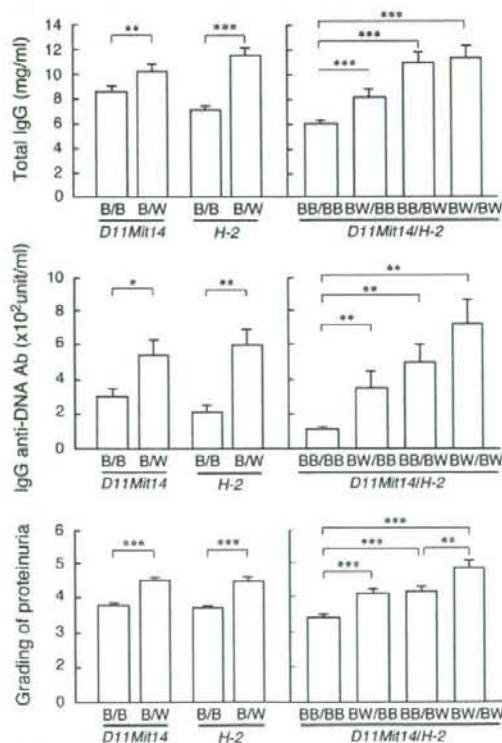 Total IgG (mg/ml)
14
12
10
8
6
4
2
0
** *** *** *** ***
B/B B/W B/B B/W BB/BB BW/BB BB/BW BW/BW
D11Mit14 H-2 D11Mit14/H-2
IgG anti-DNA Ab (x10²unit/ml)
10
8
6
4
2
0
* ** ** ** **
B/B B/W B/B B/W BB/BB BW/BB BB/BW BW/BW
D11Mit14 H-2 D11Mit14/H-2
Grading of proteinuria
6
5
4
3
0
*** *** *** *** *** **
B/B B/W B/B B/W BB/BB BW/BB BB/BW BW/BW
D11Mit14 H-2 D11Mit14/H-2